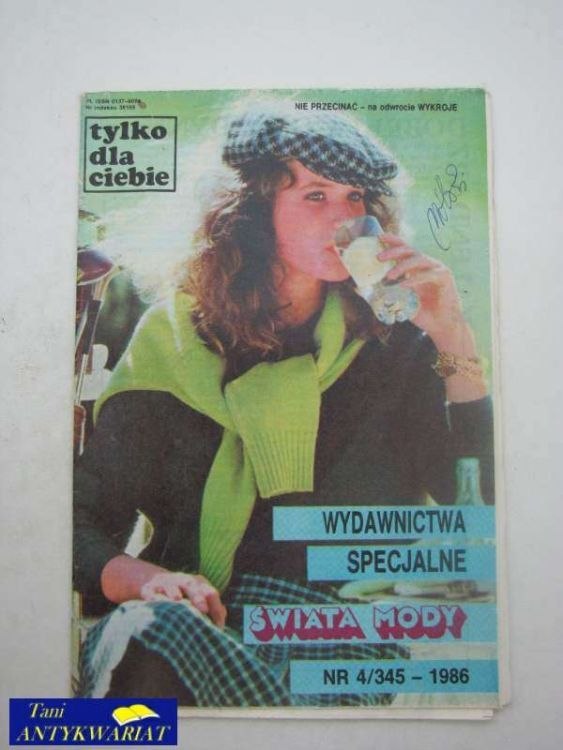 NIE PRZECINAĆ – na odwrocie WYKROJE
tylko
dla
ciebie
WYDAWNICTWA
SPECJALNE
ŚWIATA MODY
NR 4/345 – 1986
Tani
ANTYKWARIAT